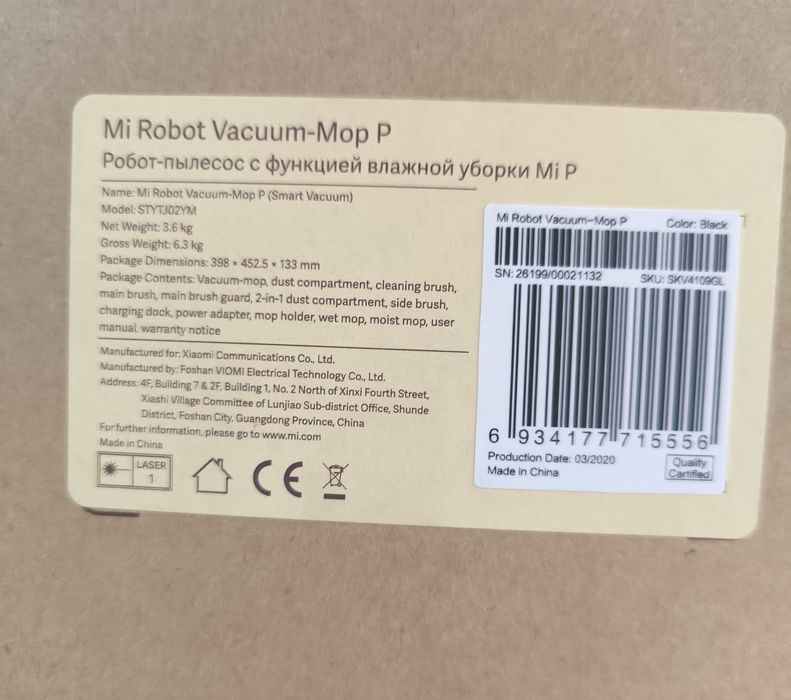 Mi Robot Vacuum-Mop P
Робот-пылесос с функцией влажной уборки Mi P
Name: Mi Robot Vacuum-Mop P (Smart Vacuum)
Model: STYTJ02YM
Net Weight: 3.6 kg
Gross Weight: 6.3 kg
Package Dimensions: 398 × 452.5 × 133 mm
Package Contents: Vacuum-mop, dust compartment, cleaning brush,
main brush, main brush guard, 2-in-1 dust compartment, side brush,
charging dock, power adapter, mop holder, wet mop, moist mop, user
manual, warranty notice
Manufactured for: Xiaomi Communications Co., Ltd.
Manufactured by: Foshan VIOMI Electrical Technology Co., Ltd.
Address: 4F, Building 7 & 2F, Building 1, No. 2 North of Xinxi Fourth Street,
Xiashi Village Committee of Lunjiao Sub-district Office, Shunde
District, Foshan City, Guangdong Province, China
For further information, please go to www.mi.com
Made in China
LASER
1
CE
Mi Robot Vacuum-Mop P Color: Black
SN: 26199/00021132 SKU: SKV4109GL
6 934177 715556
Production Date: 03/2020
Made in China
Quality
Certified